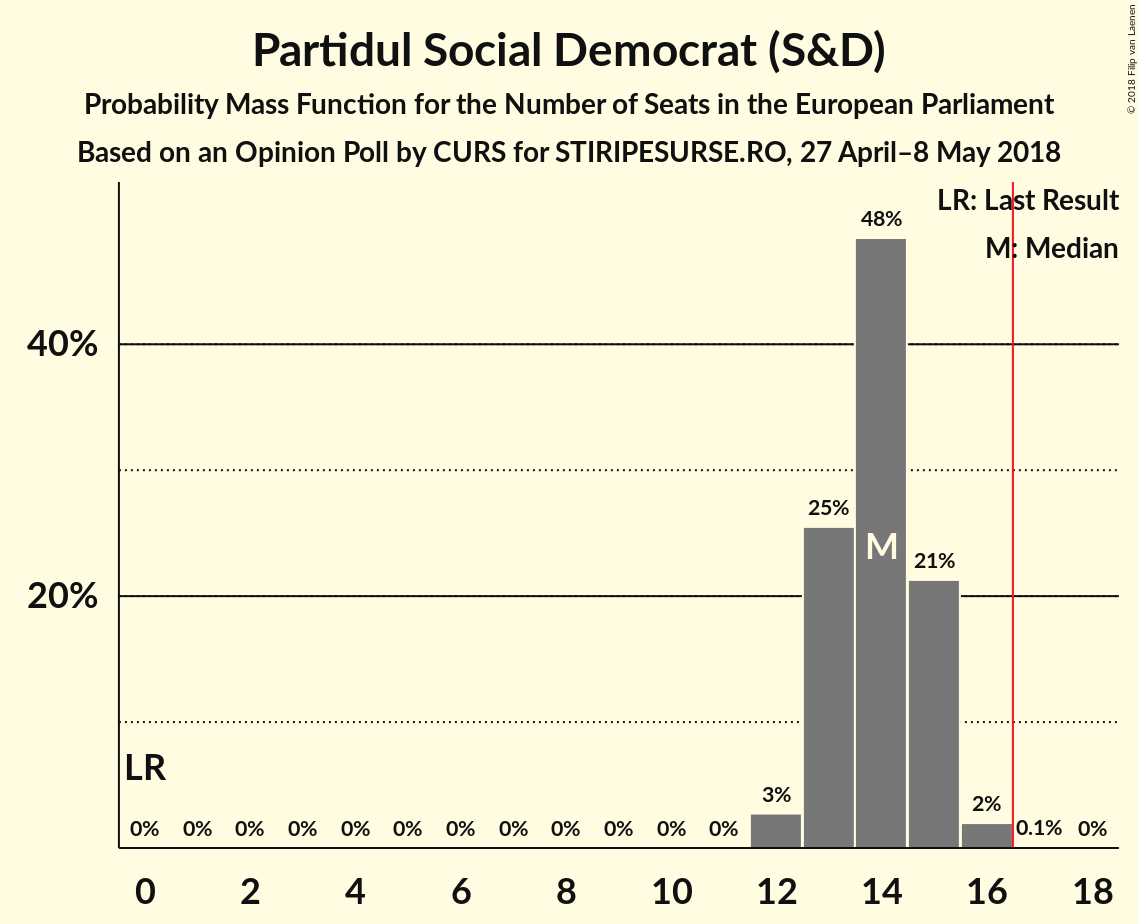 © 2018 Filip van Laenen
Partidul Social Democrat (S&D)
Probability Mass Function for the Number of Seats in the European Parliament
Based on an Opinion Poll by CURS for STIRIPESURSE.RO, 27 April–8 May 2018
LR: Last Result
M: Median
48%
40%
25%
M
21%
20%
LR
3%
2%
0% 0% 0% 0% 0% 0% 0% 0% 0% 0% 0% 0% 0.1% 0%
0 2 4 6 8 10 12 14 16 18